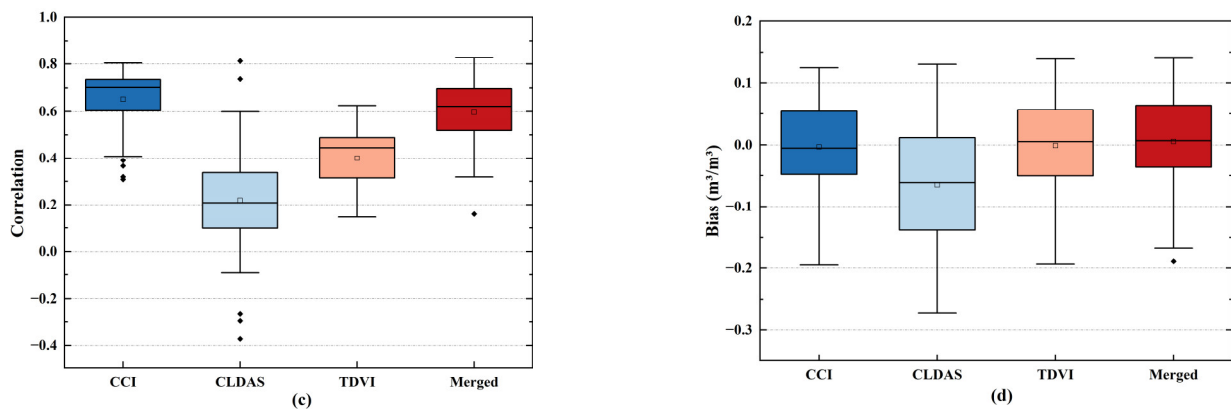 Correlation
1.0
0.8
0.6
0.4
0.2
0.0
−0.2
−0.4
CCI CLDAS TDVI Merged
(c)
Bias (m³/m³)
0.2
0.1
0.0
−0.1
−0.2
−0.3
CCI CLDAS TDVI Merged
(d)